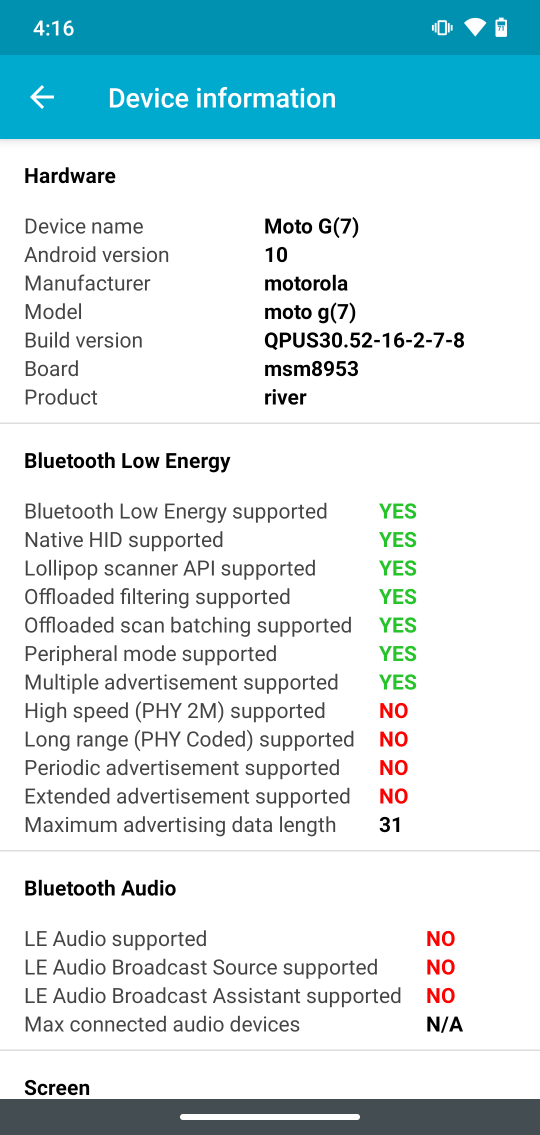 4:16
Device information
Hardware
Device name Moto G(7)
Android version 10
Manufacturer motorola
Model moto g(7)
Build version QPUS30.52-16-2-7-8
Board msm8953
Product river
Bluetooth Low Energy
Bluetooth Low Energy supported YES
Native HID supported YES
Lollipop scanner API supported YES
Offloaded filtering supported YES
Offloaded scan batching supported YES
Peripheral mode supported YES
Multiple advertisement supported YES
High speed (PHY 2M) supported NO
Long range (PHY Coded) supported NO
Periodic advertisement supported NO
Extended advertisement supported NO
Maximum advertising data length 31
Bluetooth Audio
LE Audio supported NO
LE Audio Broadcast Source supported NO
LE Audio Broadcast Assistant supported NO
Max connected audio devices N/A
Screen